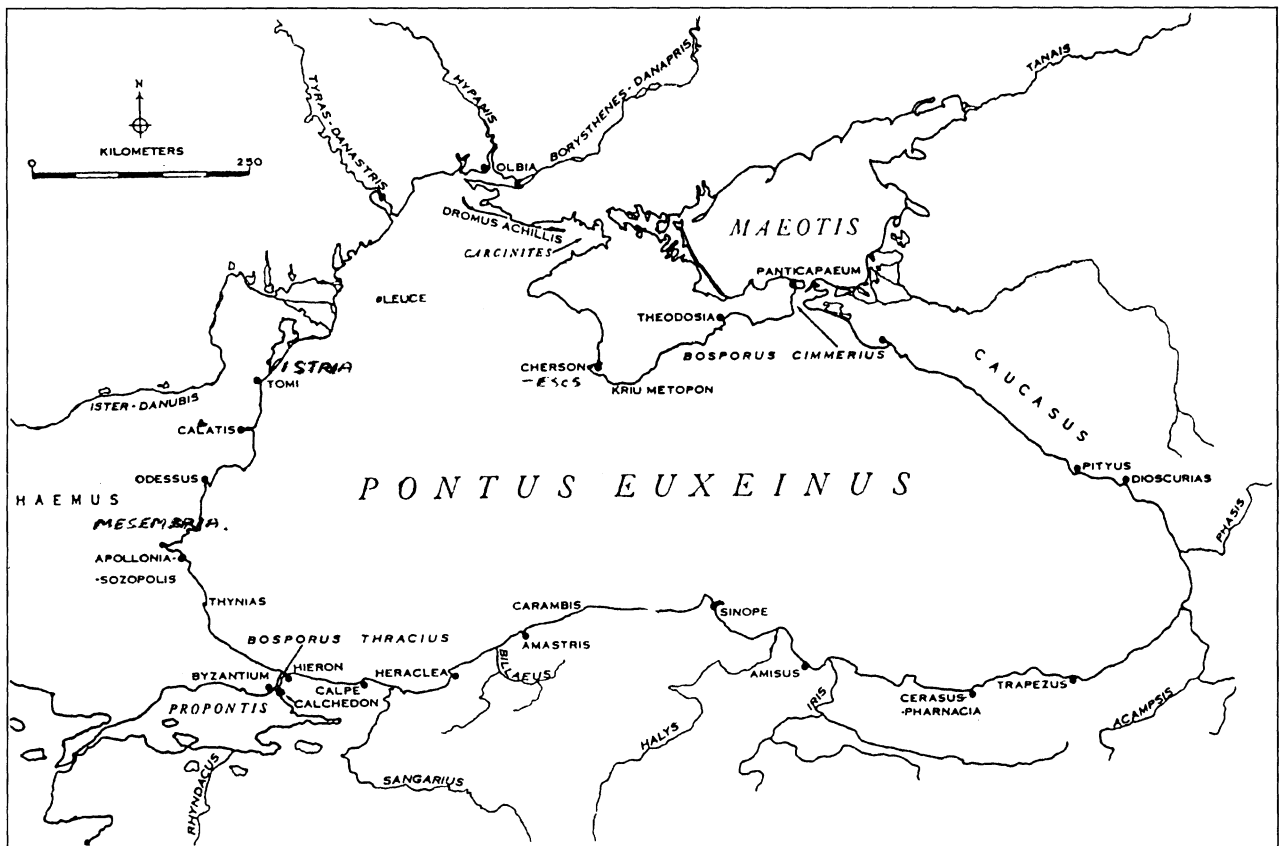 TYRAS-DANASTRIS
HYPAMIS
BORYSTHENES-DANAPRIS
TANAIS
N
KILOMETERS
0 250
OLBIA
DROMUS ACHILLIS
CARCINITES
MAEOTIS
PANTICAPAEUM
LEUCE
THEODOSIA
BOSPORUS CIMMERIUS
CAUCASUS
ISTRIA
TOMI
CHERSON
-ESCS
KRIU METOPON
ISTER-DANUBIS
CALATIS
ODESSUS
HAEMUS
PONTUS EUXEINUS
PITYUS
DIOSCURIAS
PHASIS
MESEMBRIA.
APOLLONIA-
-SOZOPOLIS
THYNIAS
BOSPORUS THRACIUS
CARAMBIS
SINOPE
AMASTRIS
BILLAEUS
HIERON
BYZANTIUM
HERACLEA
CALPE
CALCHEDON
PROPONTIS
AMISUS
IRIS
CERASUS-
-PHARNACIA
TRAPEZUS
ACAMPSIS
HALYS
SANGARIUS
RHYNDACUS